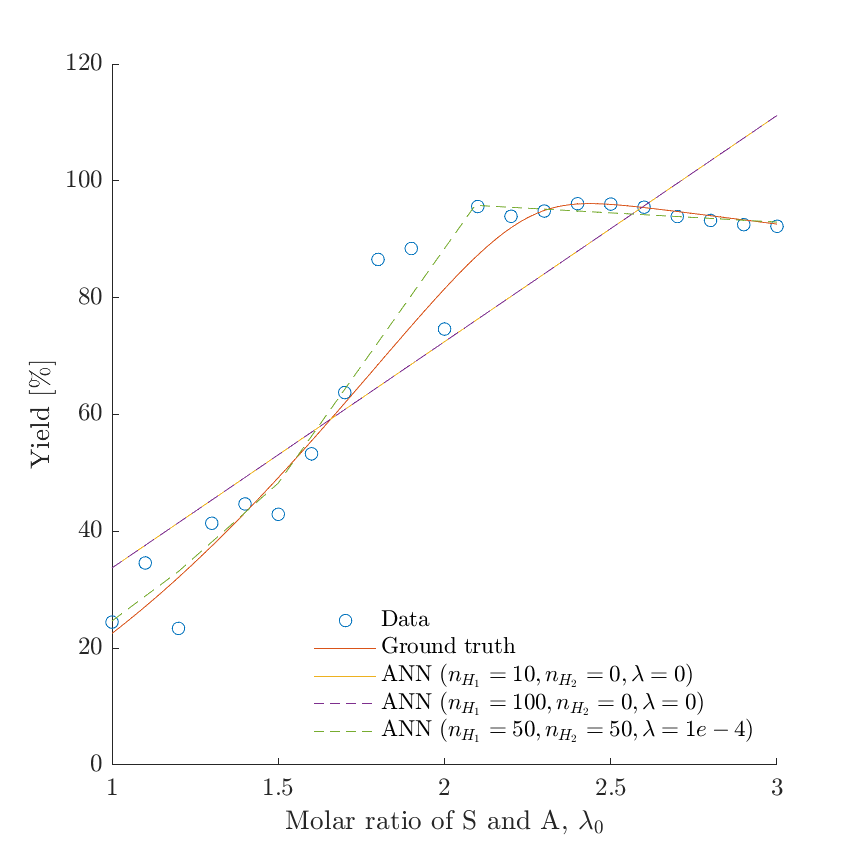 120
100
80
60
40
20
0
Yield [%]
Data
Ground truth
ANN (n_{H_1} = 10, n_{H_2} = 0, λ = 0)
ANN (n_{H_1} = 100, n_{H_2} = 0, λ = 0)
ANN (n_{H_1} = 50, n_{H_2} = 50, λ = 1e − 4)
1 1.5 2 2.5 3
Molar ratio of S and A, λ_0